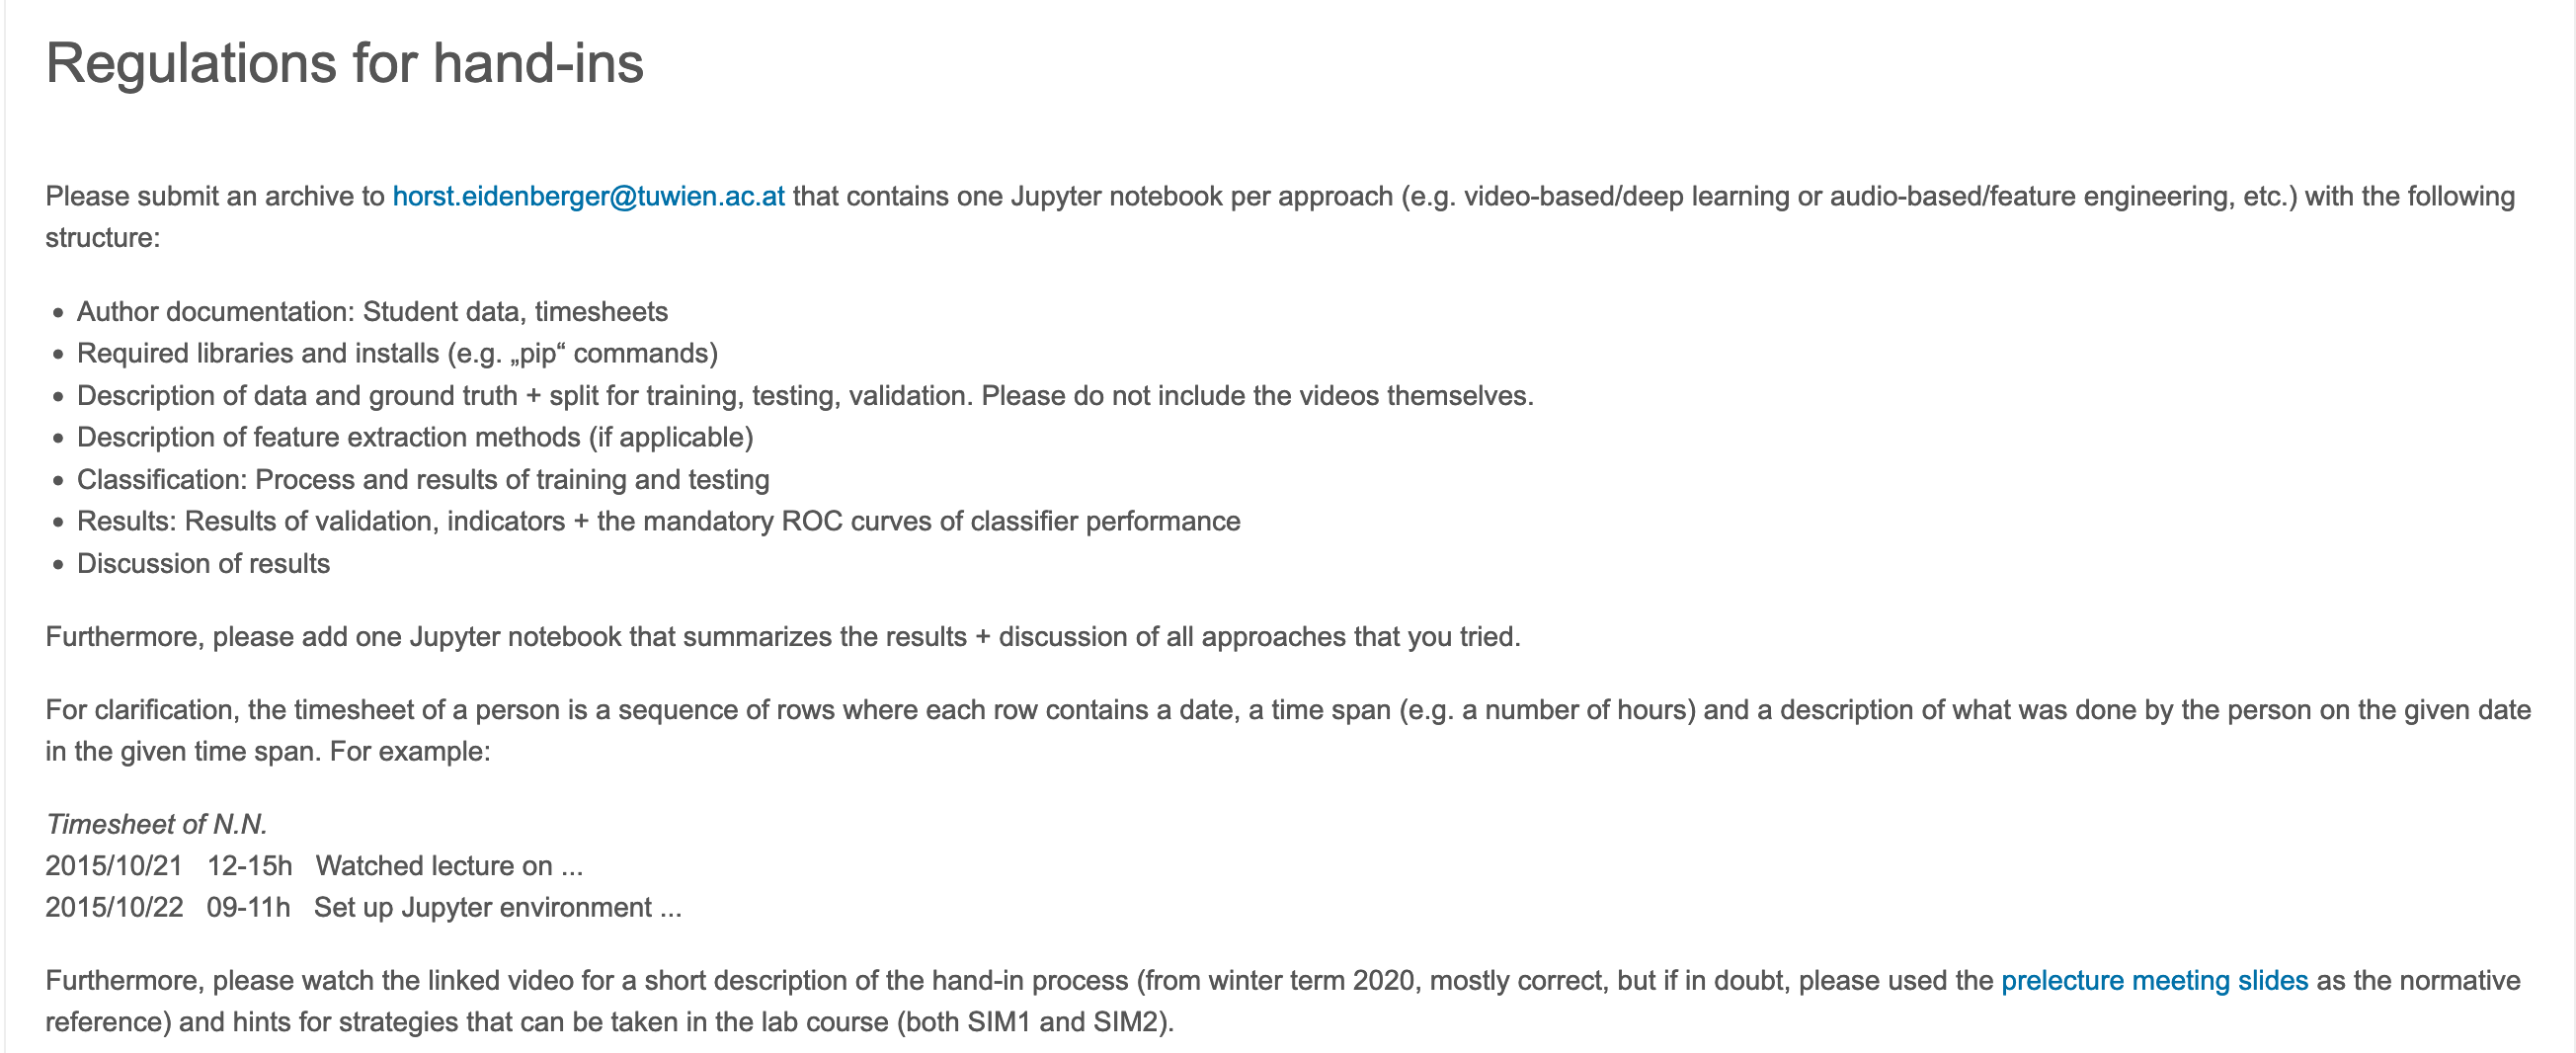 Regulations for hand-ins
Please submit an archive to horst.eidenberger@tuwien.ac.at that contains one Jupyter notebook per approach (e.g. video-based/deep learning or audio-based/feature engineering, etc.) with the following
structure:
• Author documentation: Student data, timesheets
• Required libraries and installs (e.g. „pip“ commands)
• Description of data and ground truth + split for training, testing, validation. Please do not include the videos themselves.
• Description of feature extraction methods (if applicable)
• Classification: Process and results of training and testing
• Results: Results of validation, indicators + the mandatory ROC curves of classifier performance
• Discussion of results
Furthermore, please add one Jupyter notebook that summarizes the results + discussion of all approaches that you tried.
For clarification, the timesheet of a person is a sequence of rows where each row contains a date, a time span (e.g. a number of hours) and a description of what was done by the person on the given date
in the given time span. For example:
Timesheet of N.N.
2015/10/21 12-15h Watched lecture on ...
2015/10/22 09-11h Set up Jupyter environment ...
Furthermore, please watch the linked video for a short description of the hand-in process (from winter term 2020, mostly correct, but if in doubt, please used the prelecture meeting slides as the normative
reference) and hints for strategies that can be taken in the lab course (both SIM1 and SIM2).